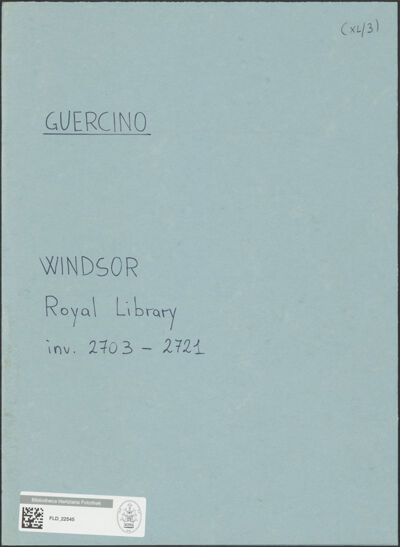 (XL/3)
GUERCINO
WINDSOR
Royal Library
inv. 2703 – 2721
Bibliotheca Hertziana Fotothek
FLD_22545